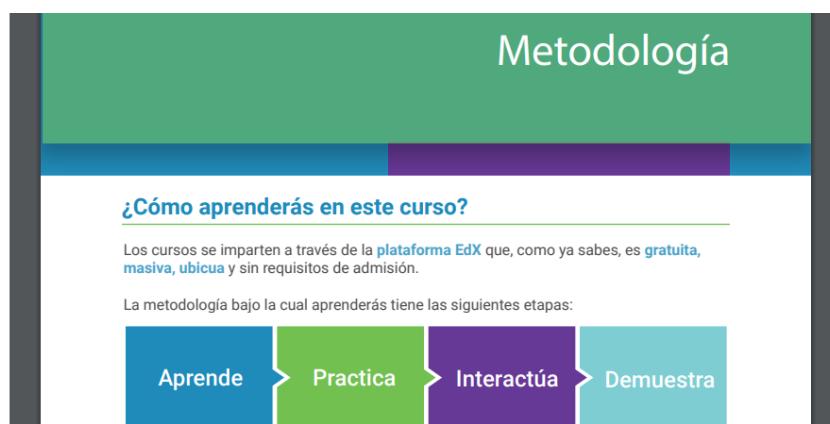 Metodología
¿Cómo aprenderás en este curso?
Los cursos se imparten a través de la plataforma EdX que, como ya sabes, es gratuita,
masiva, ubicua y sin requisitos de admisión.
La metodología bajo la cual aprenderás tiene las siguientes etapas:
Aprende Practica Interactúa Demuestra